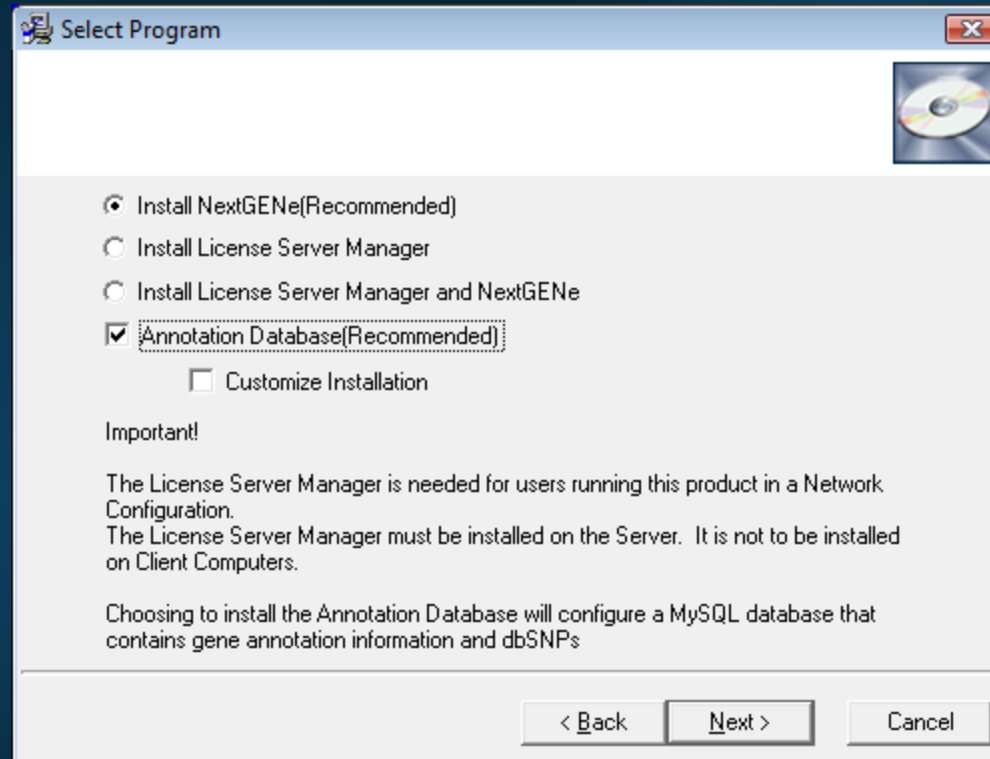 Select Program
Install NextGENe(Recommended)
Install License Server Manager
Install License Server Manager and NextGENe
Annotation Database(Recommended)
Customize Installation
Important!
The License Server Manager is needed for users running this product in a Network
Configuration.
The License Server Manager must be installed on the Server.  It is not to be installed
on Client Computers.
Choosing to install the Annotation Database will configure a MySQL database that
contains gene annotation information and dbSNPs
< Back
Next >
Cancel